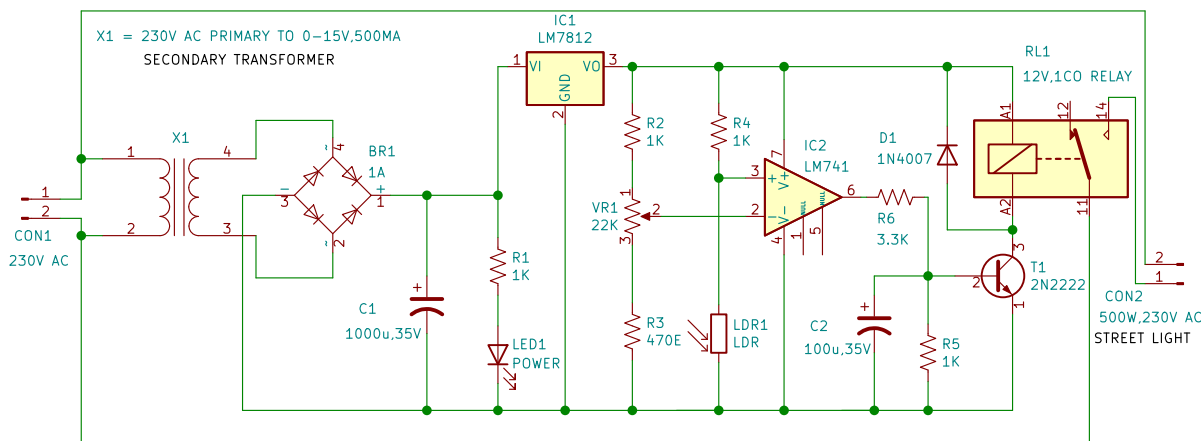 X1 = 230V AC PRIMARY TO 0-15V,500MA
SECONDARY TRANSFORMER
IC1
LM7812
1
VI
VO
3
GND
2
RL1
12V,1CO RELAY
A1
12
14
A2
11
X1
1
2
4
3
BR1
1A
~
4
-
3
+
1
~
2
1
2
CON1
230V AC
R1
1K
C1
+
1000u,35V
LED1
POWER
R2
1K
VR1
22K
1
2
3
R3
470E
R4
1K
LDR1
LDR
IC2
LM741
7
V+
3
+
2
-
V-
4
NULL
1
NULL
5
6
R6
3.3K
D1
1N4007
C2
+
100u,35V
R5
1K
T1
2N2222
3
2
1
2
1
CON2
500W,230V AC
STREET LIGHT